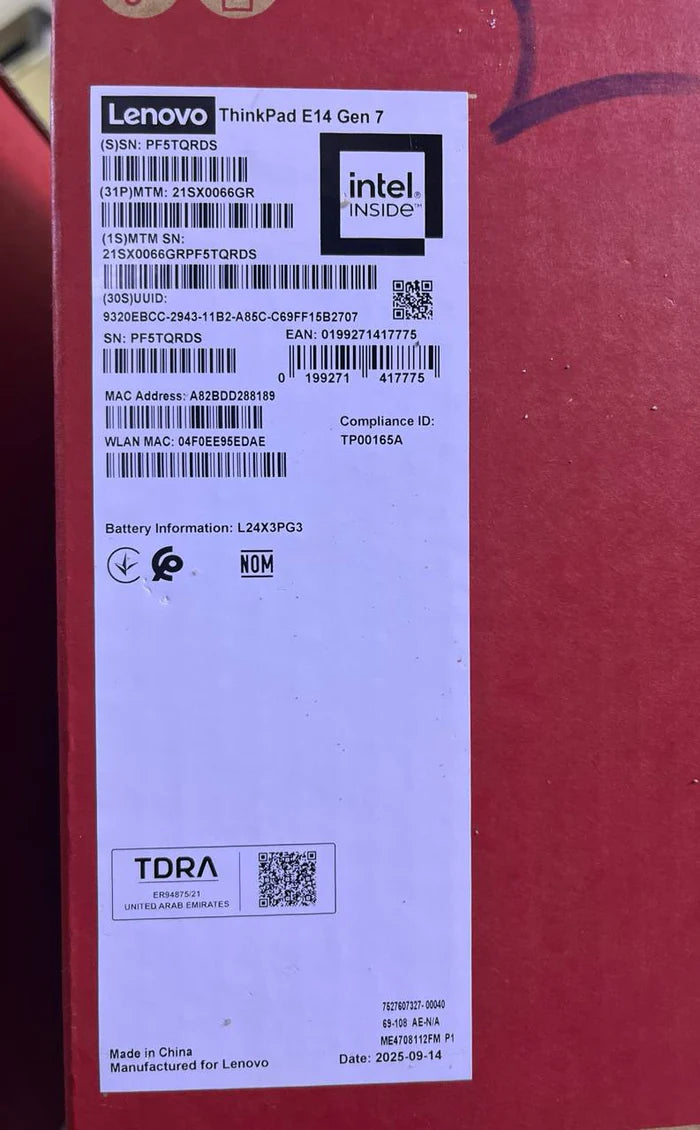 Lenovo ThinkPad E14 Gen 7
(S)SN: PF5TQRDS
intel.
INSIDE™
(31P)MTM: 21SX0066GR
(1S)MTM SN:
21SX0066GRPF5TQRDS
(30S)UUID:
9320EBCC-2943-11B2-A85C-C69FF15B2707
SN: PF5TQRDS
EAN: 0199271417775
0 199271 417775
MAC Address: A82BDD288189
WLAN MAC: 04F0EE95EDAE
Compliance ID:
TP00165A
Battery Information: L24X3PG3
NOM
TDRA
ER94875/21
UNITED ARAB EMIRATES
7627607327-00040
69-108 AE-N/A
ME4708112FM P1
Date: 2025-09-14
Made in China
Manufactured for Lenovo